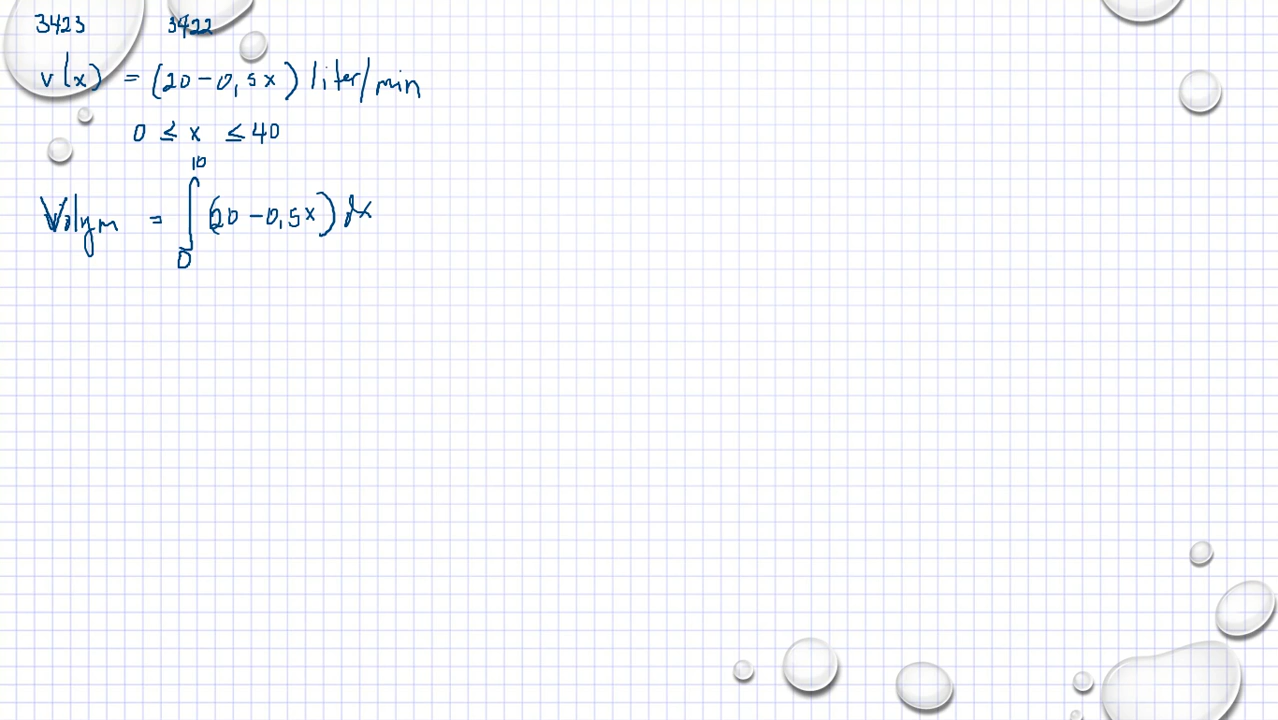 3423 3422
v(x) = (20-0,5x) liter/min
0 ≤ x ≤ 40
Volym = ∫₀¹⁰ (20-0,5x) dx